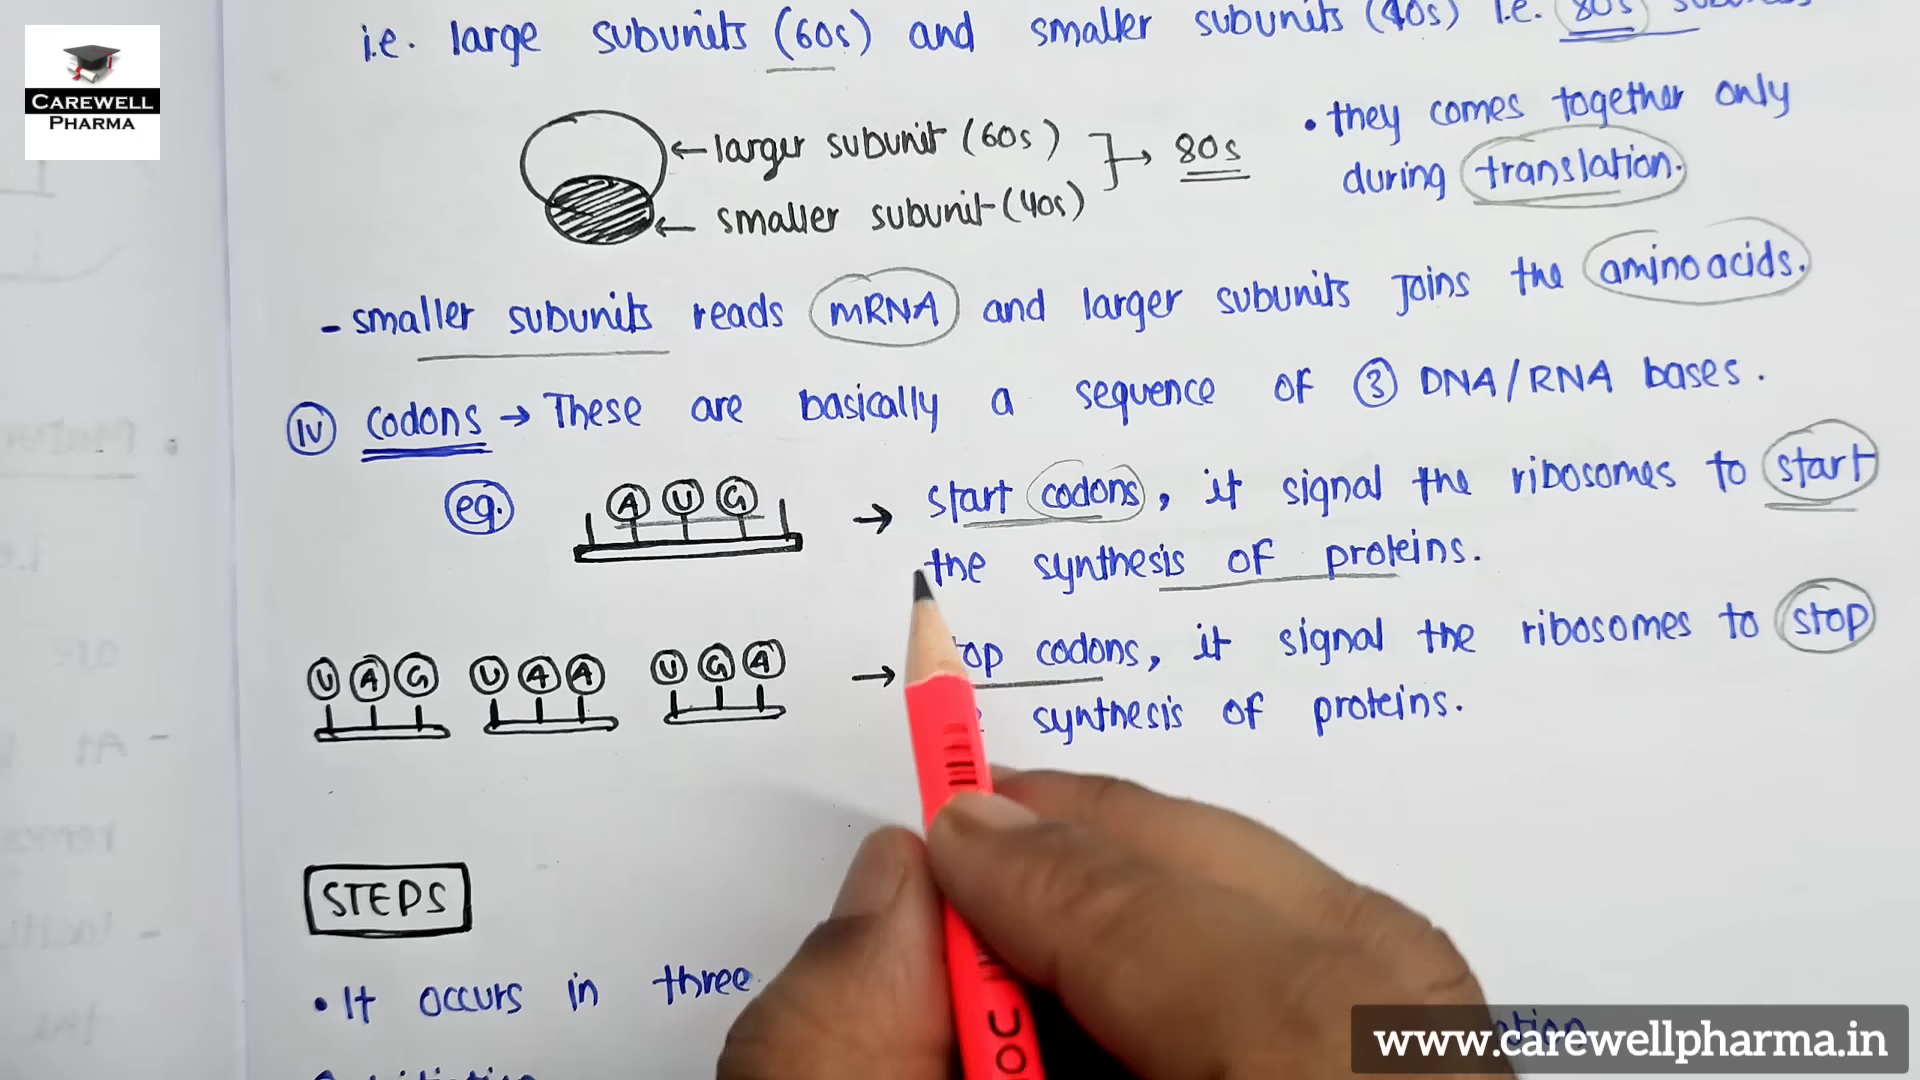 CAREWELL
PHARMA
i.e. large subunits (60s) and smaller subunits (40s) i.e. 80s
larger subunit (60s)
smaller subunit (40s)
80s
• they comes together only
during translation.
- smaller subunits reads mRNA and larger subunits Joins the aminoacids.
iv codons → These are basically a sequence of 3 DNA/RNA bases.
eg. A U G → start codons, it signal the ribosomes to start
the synthesis of proteins.
U A G U A A U G A → op codons, it signal the ribosomes to stop
synthesis of proteins.
STEPS
• It occurs in three
www.carewellpharma.in